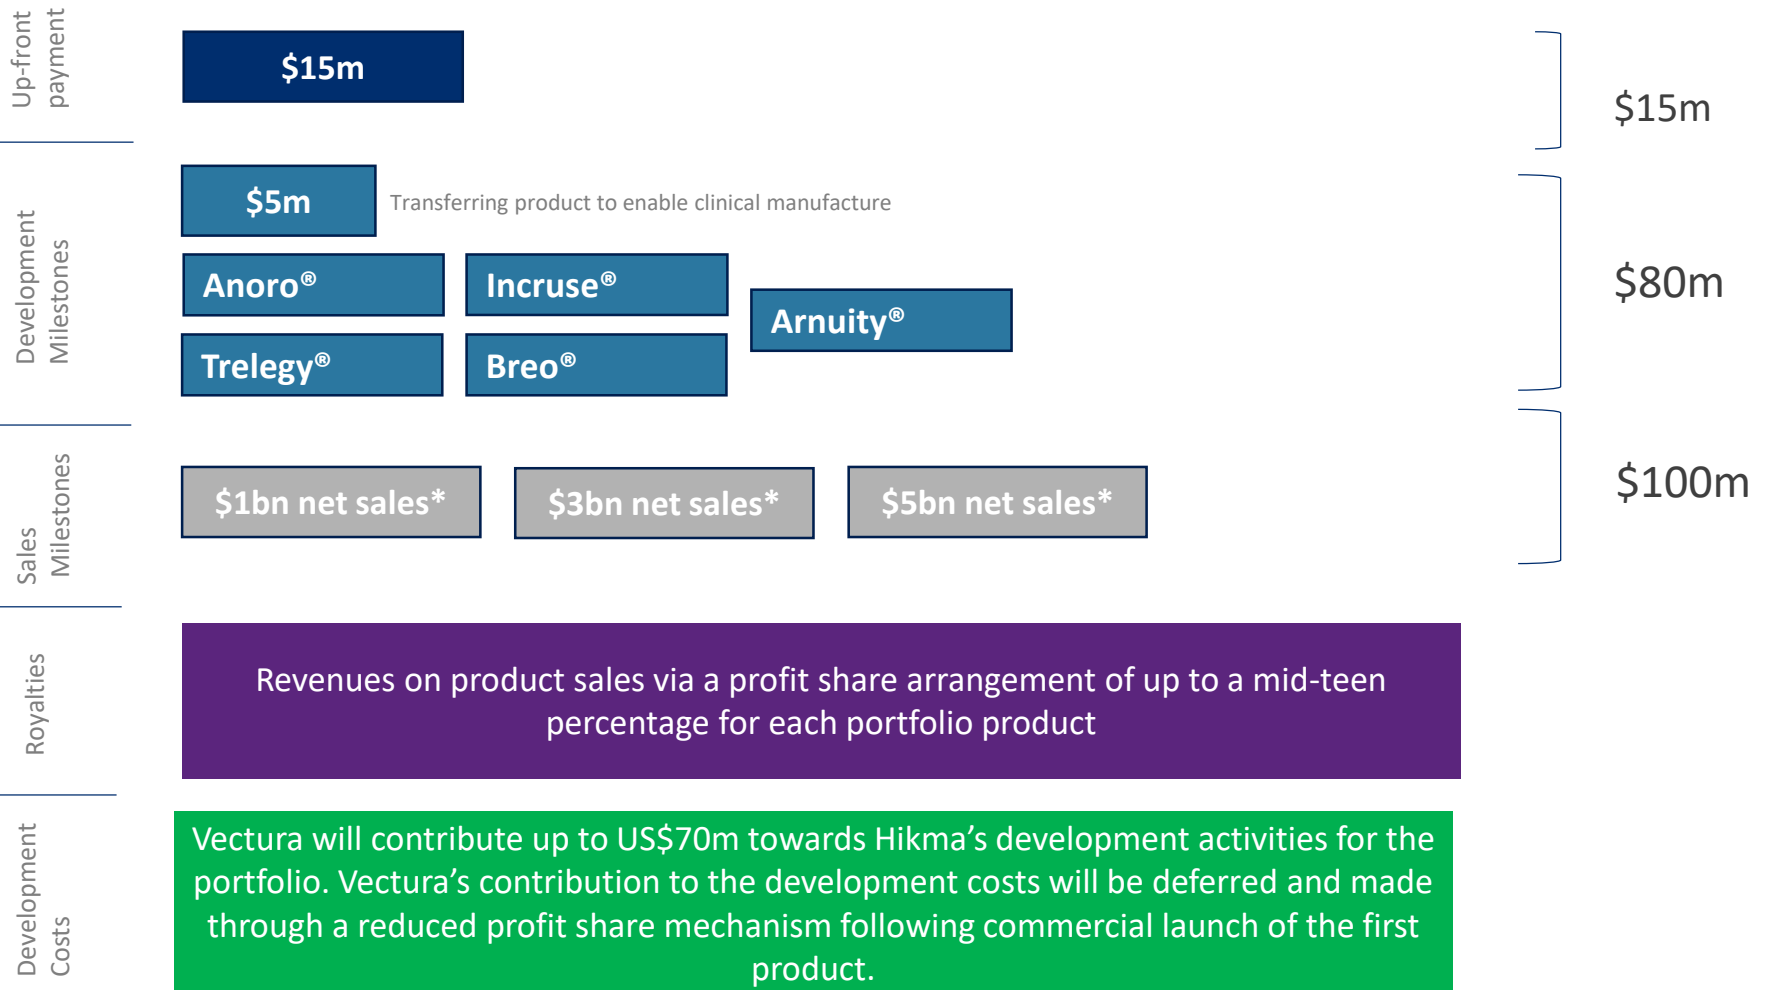 Up-front
payment
$15m
$15m
Development
Milestones
$5m
Transferring product to enable clinical manufacture
Anoro®
Incruse®
Arnuity®
Trelegy®
Breo®
$80m
Sales
Milestones
$1bn net sales*
$3bn net sales*
$5bn net sales*
$100m
Royalties
Revenues on product sales via a profit share arrangement of up to a mid-teen
percentage for each portfolio product
Development
Costs
Vectura will contribute up to US$70m towards Hikma’s development activities for the
portfolio. Vectura’s contribution to the development costs will be deferred and made
through a reduced profit share mechanism following commercial launch of the first
product.